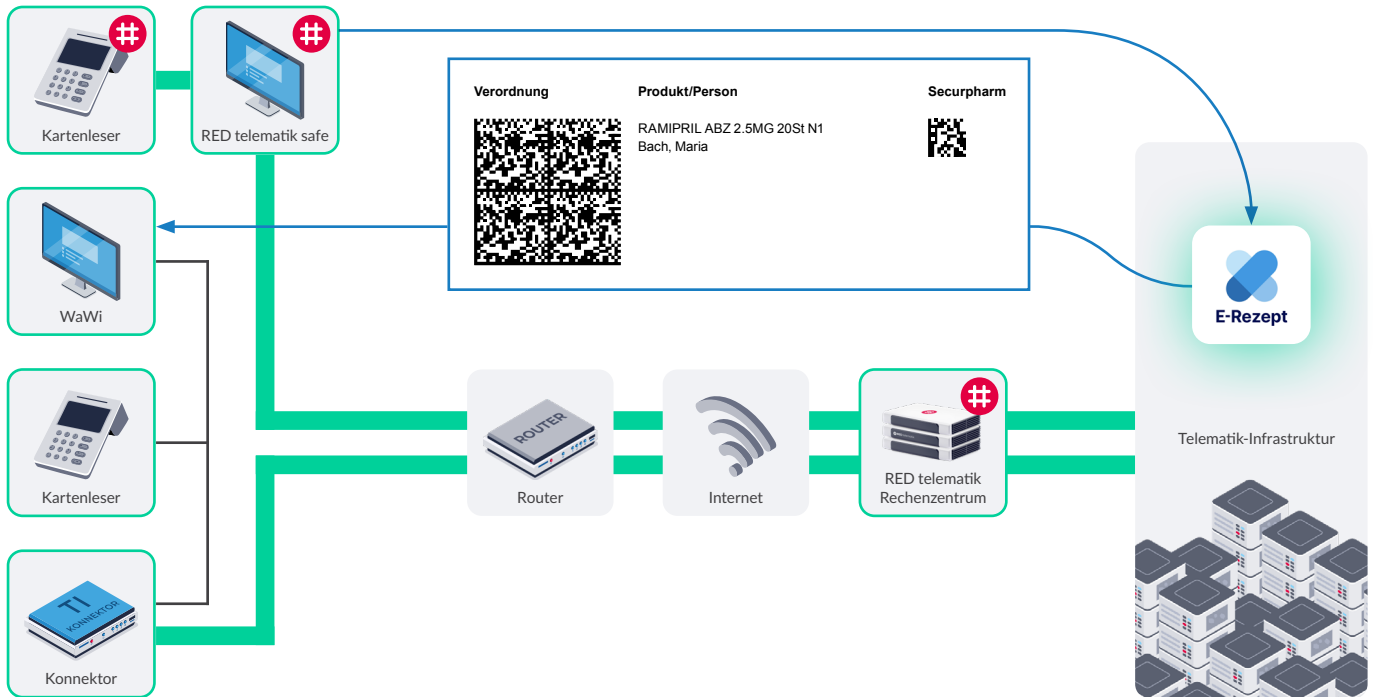 Kartenleser
RED telematik safe
Verordnung
Produkt/Person
Securpharm
RAMIPRIL ABZ 2.5MG 20St N1
Bach, Maria
WaWi
E-Rezept
Kartenleser
ROUTER
Router
Internet
RED telematik
Rechenzentrum
Telematik-Infrastruktur
TI
KONNEKTOR
Konnektor